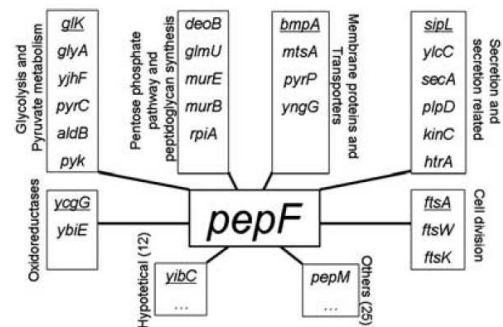 Glycolysis and
Pyruvate metabolism
glK
glyA
yjhF
pyrC
aldB
pyk
Pentose phosphate
pathway and
peptidoglycan synthesis
deoB
glmU
murE
murB
rpiA
bmpA
mtsA
pyrP
yngG
Membrane proteins and
Transporters
sipL
ylcC
secA
plpD
kinC
htrA
Secretion and
secretion related
Oxidoreductases
ycgG
ybiE
pepF
ftsA
ftsW
ftsK
Cell division
Hypotetical (12)
yibC
...
pepM
...
Others (25)